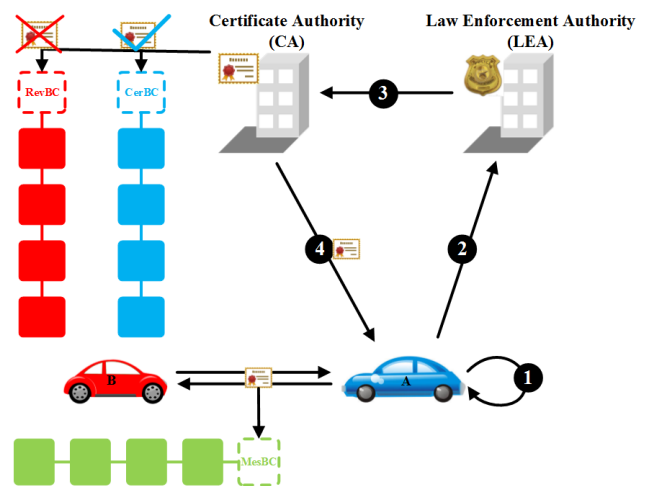 Certificate Authority
(CA)
Law Enforcement Authority
(LEA)
RevBC
CerBC
3
4
2
B
A
1
MesBC